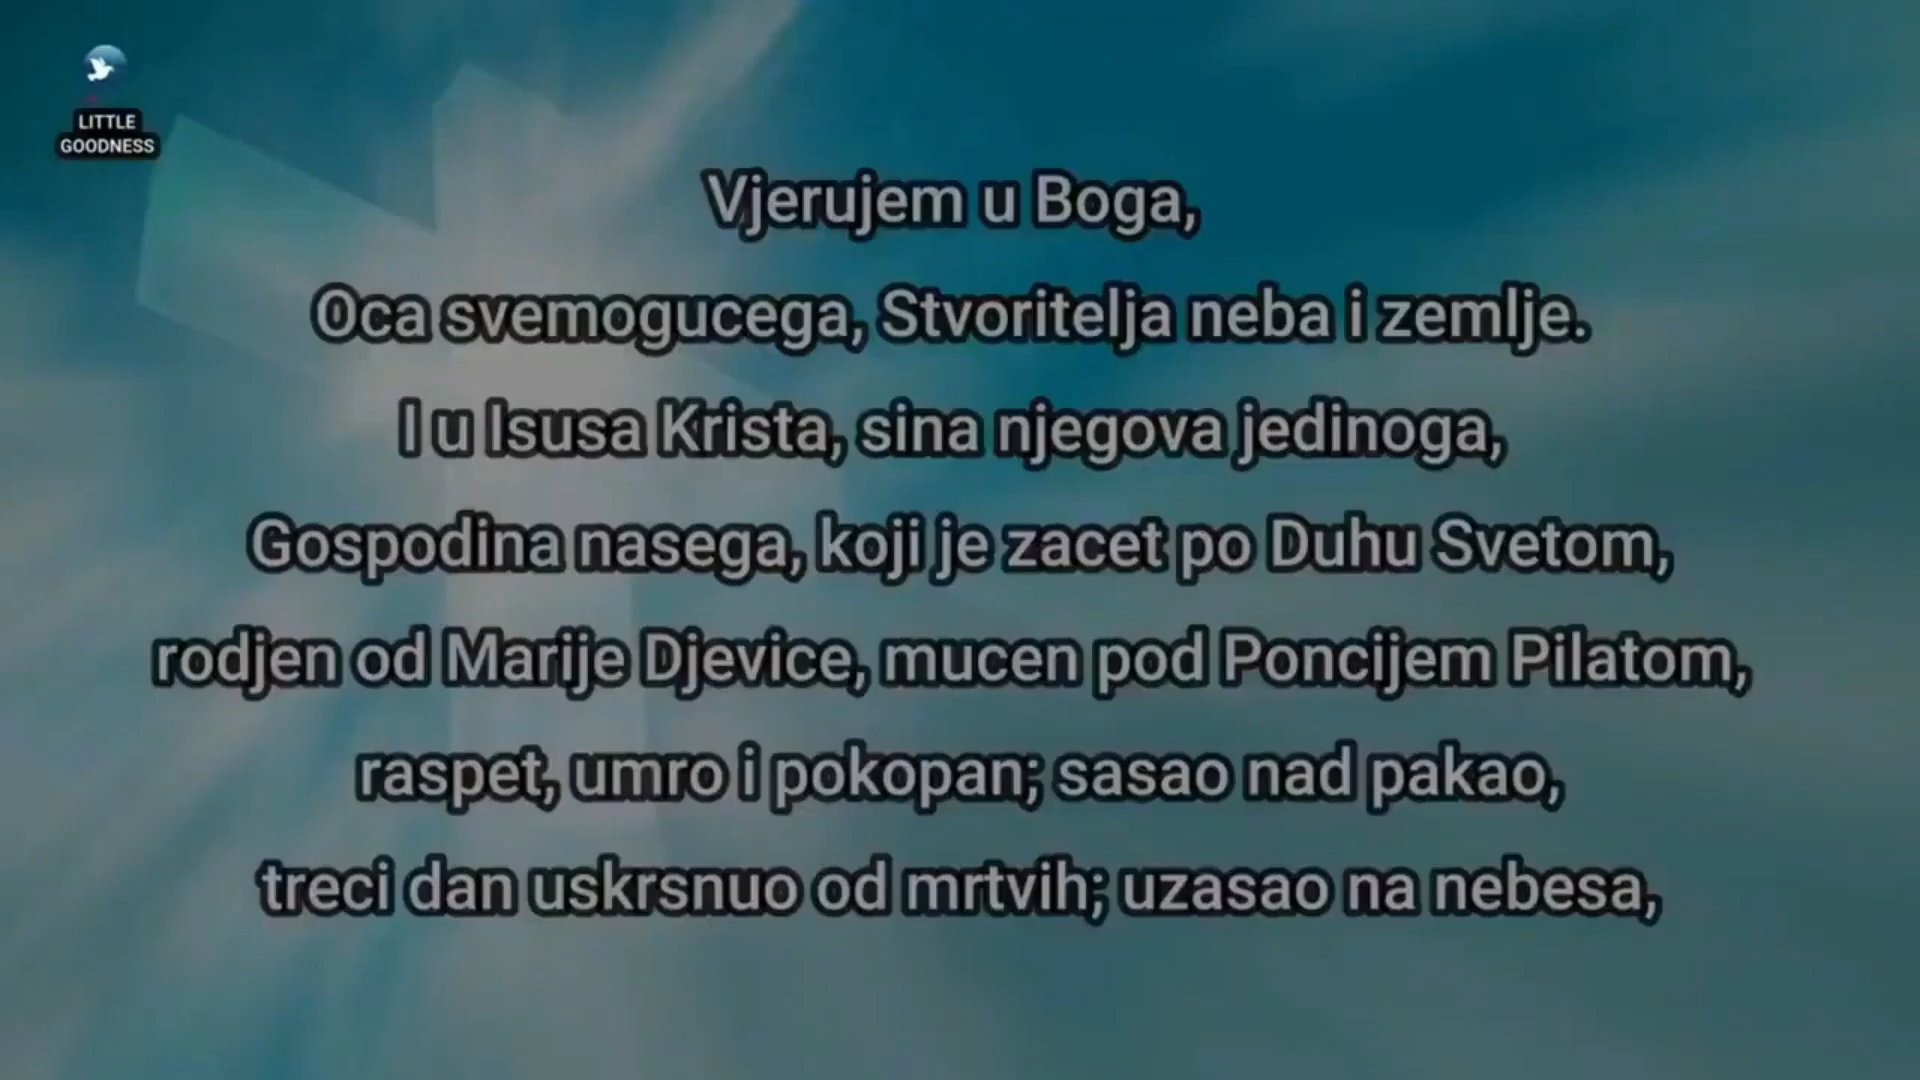 LITTLE
GOODNESS
Vjerujem u Boga,
Oca svemogucega, Stvoritelja neba i zemlje.
I u Isusa Krista, sina njegova jedinoga,
Gospodina nasega, koji je zacet po Duhu Svetom,
rodjen od Marije Djevice, mucen pod Poncijem Pilatom,
raspet, umro i pokopan; sasao nad pakao,
treci dan uskrsnuo od mrtvih; uzasao na nebesa,